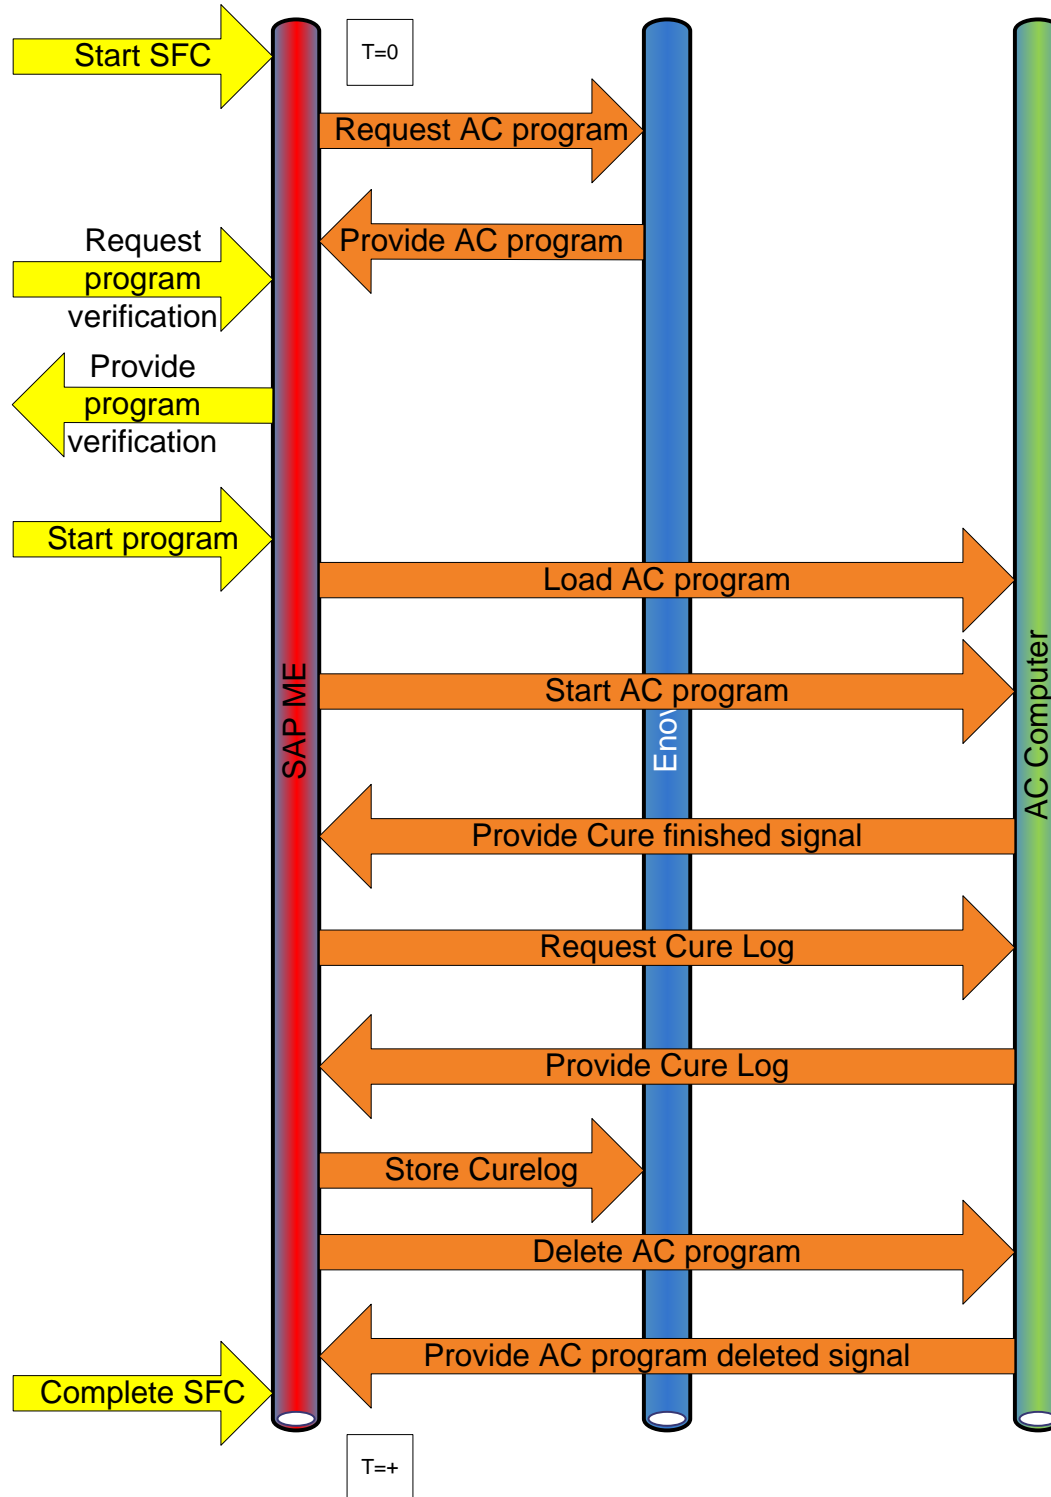 Start SFC
T=0
Request AC program
Provide AC program
Request
program
verification
Provide
program
verification
Start program
Load AC program
Start AC program
SAP ME
AC Computer
Provide Cure finished signal
Request Cure Log
Provide Cure Log
Store Curelog
Delete AC program
Provide AC program deleted signal
Complete SFC
T=+